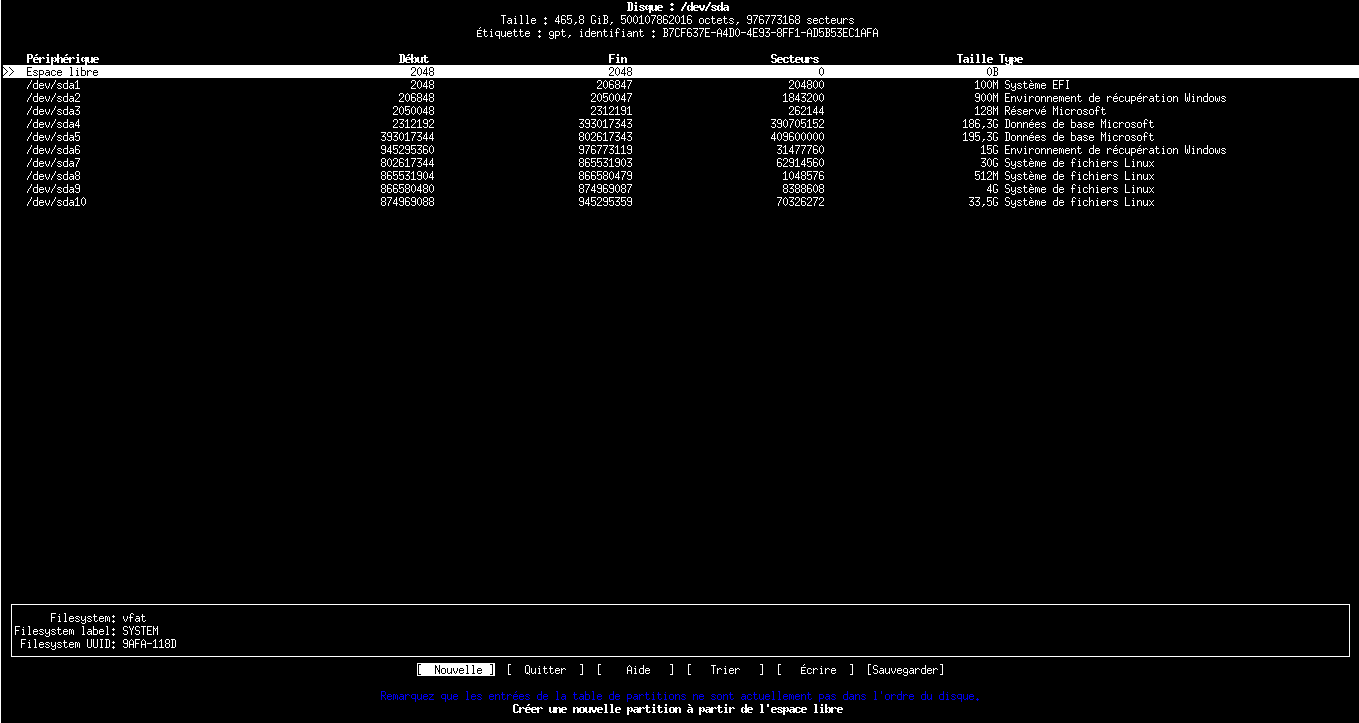 Disque : /dev/sda
Taille : 465,8 GiB, 500107862016 octets, 976773168 secteurs
Étiquette : gpt, identifiant : B7CF637E-A4D0-4E93-8FF1-AD5B53EC1AFA
Périphérique Début Fin Secteurs Taille Type
>> Espace libre 2048 2048 0 0B
/dev/sda1 2048 206847 204800 100M Système EFI
/dev/sda2 206848 2050047 1843200 900M Environnement de récupération Windows
/dev/sda3 2050048 2312191 262144 128M Réservé Microsoft
/dev/sda4 2312192 393017343 390705152 186,3G Données de base Microsoft
/dev/sda5 393017344 802617343 409600000 195,3G Données de base Microsoft
/dev/sda6 945295360 976773119 31477760 15G Environnement de récupération Windows
/dev/sda7 802617344 865531903 62914560 30G Système de fichiers Linux
/dev/sda8 865531904 866580479 1048576 512M Système de fichiers Linux
/dev/sda9 866580480 874969087 8388608 4G Système de fichiers Linux
/dev/sda10 874969088 945295359 70326272 33,5G Système de fichiers Linux
Filesystem: vfat
Filesystem label: SYSTEM
Filesystem UUID: 9AFA-118D
[ Nouvelle ] [ Quitter ] [ Aide ] [ Trier ] [ Écrire ] [Sauvegarder]
Remarquez que les entrées de la table de partitions ne sont actuellement pas dans l'ordre du disque.
Créer une nouvelle partition à partir de l'espace libre